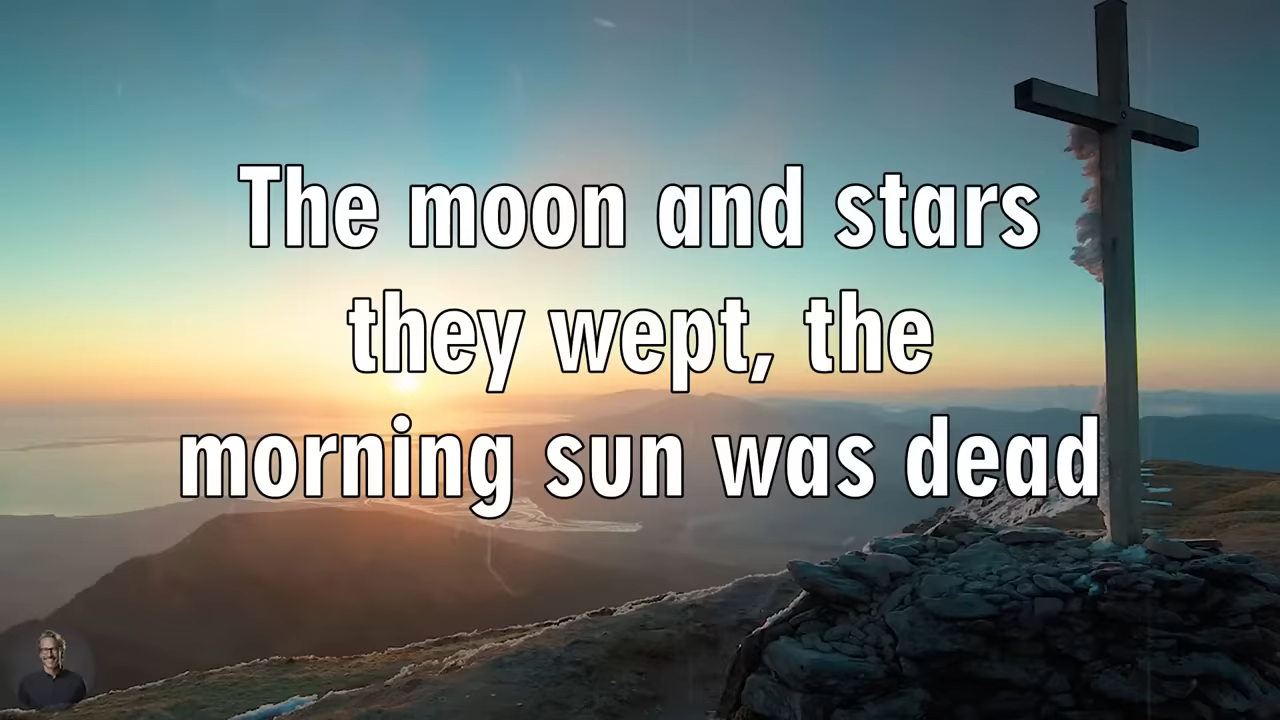 The moon and stars
they wept, the
morning sun was dead